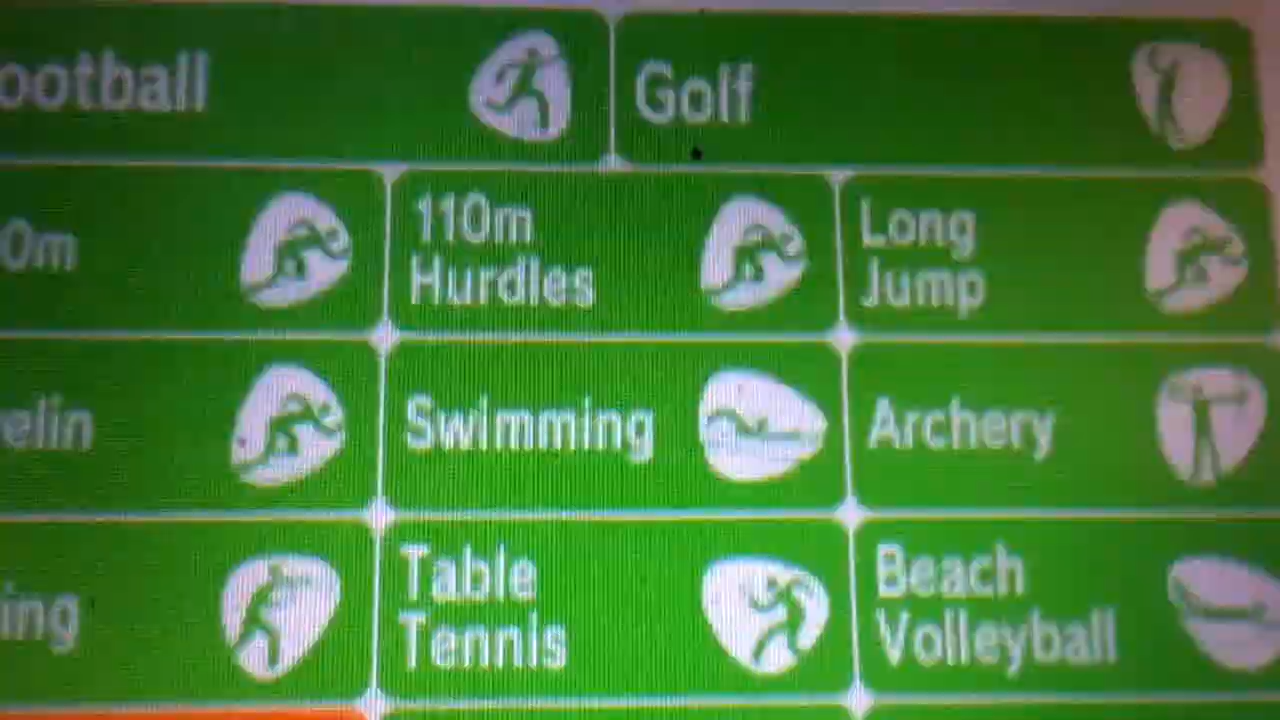 ootball
Golf
0m
110m
Hurdles
Long
Jump
elin
Swimming
Archery
ing
Table
Tennis
Beach
Volleyball